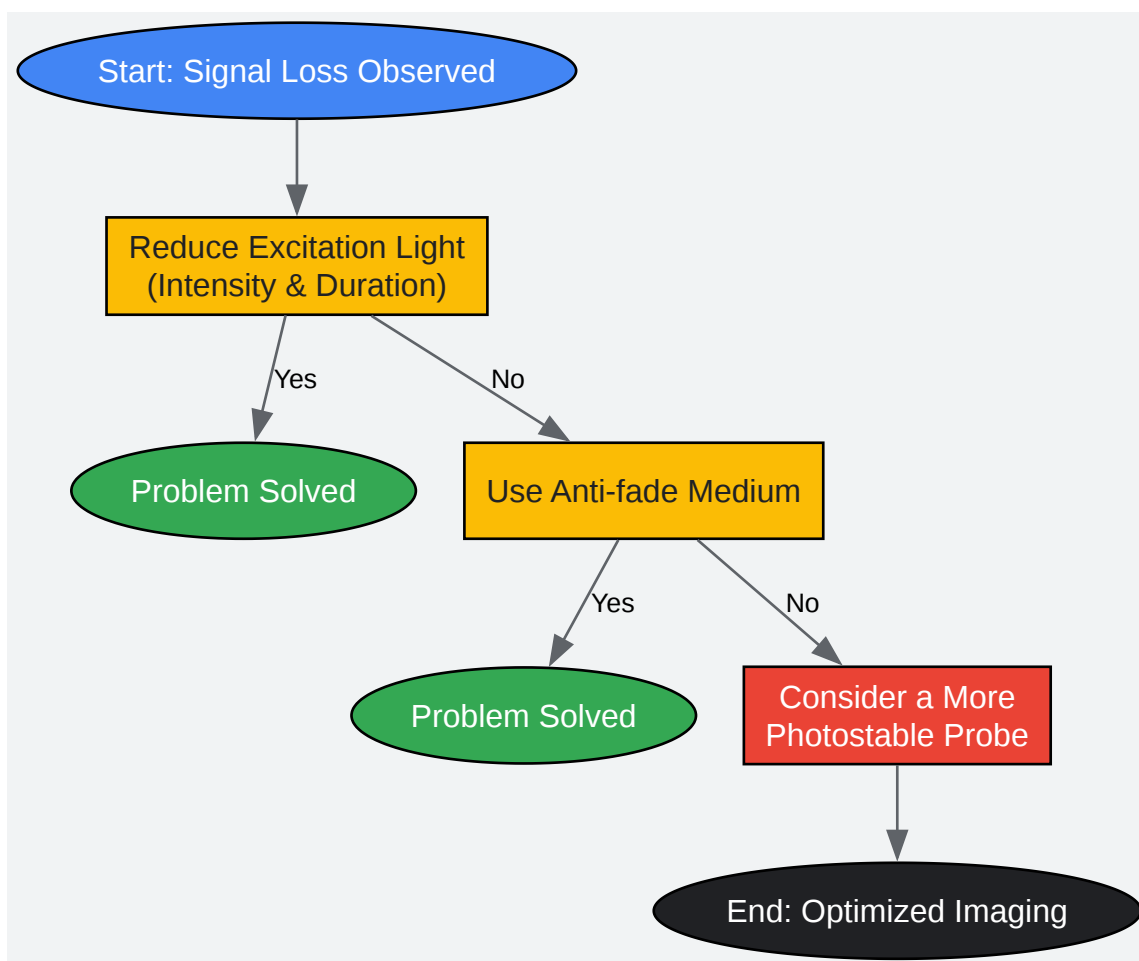 Start: Signal Loss Observed
Reduce Excitation Light
(Intensity & Duration)
Yes
No
Problem Solved
Use Anti-fade Medium
Yes
No
Problem Solved
Consider a More
Photostable Probe
End: Optimized Imaging